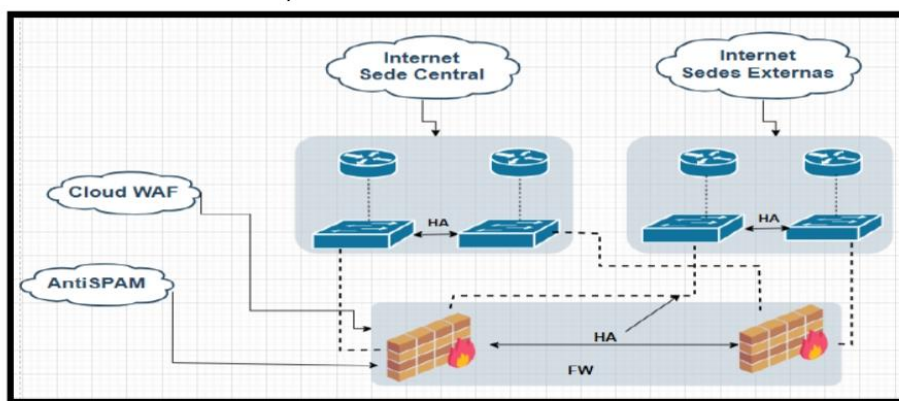 Internet
Sede Central
Internet
Sedes Externas
Cloud WAF
HA
HA
AntiSPAM
HA
FW